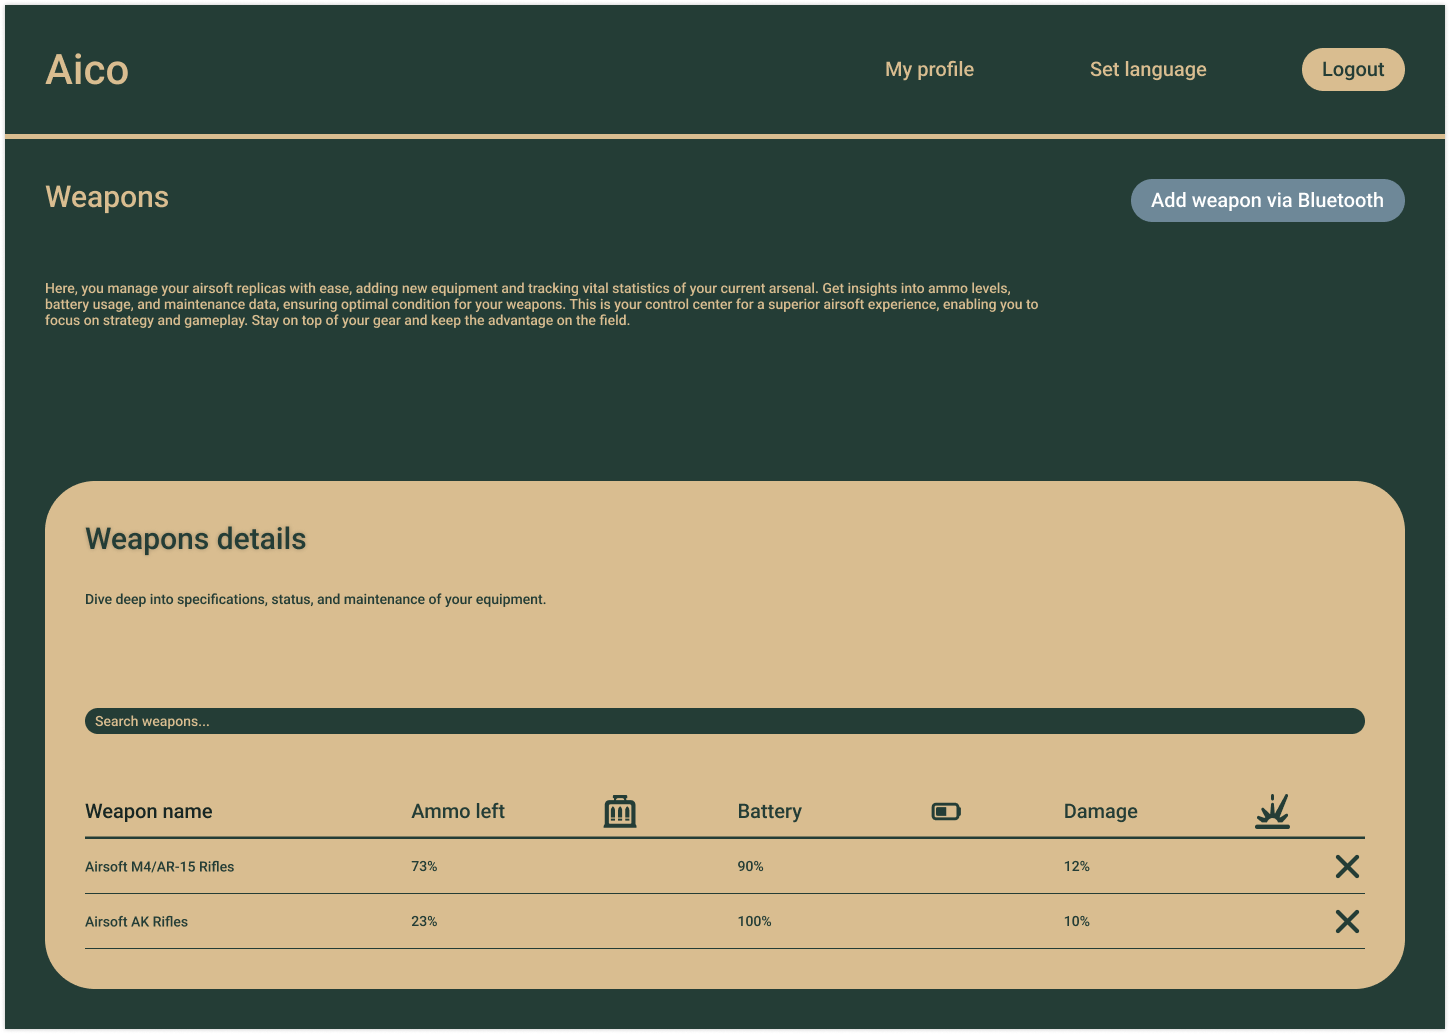 Aico
My profile
Set language
Logout
Weapons
Add weapon via Bluetooth
Here, you manage your airsoft replicas with ease, adding new equipment and tracking vital statistics of your current arsenal. Get insights into ammo levels,
battery usage, and maintenance data, ensuring optimal condition for your weapons. This is your control center for a superior airsoft experience, enabling you to
focus on strategy and gameplay. Stay on top of your gear and keep the advantage on the field.
Weapons details
Dive deep into specifications, status, and maintenance of your equipment.
Search weapons...
Weapon name Ammo left Battery Damage
Airsoft M4/AR-15 Rifles 73% 90% 12%
Airsoft AK Rifles 23% 100% 10%